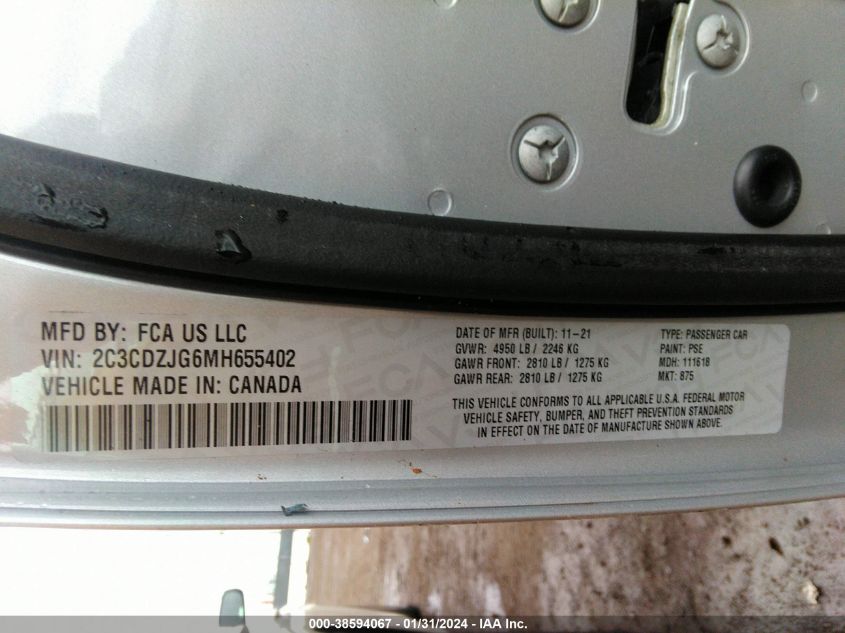 MFD BY: FCA US LLC
VIN: 2C3CDZJG6MH655402
VEHICLE MADE IN: CANADA
DATE OF MFR (BUILT): 11-21
GVWR: 4950 LB / 2246 KG
GAWR FRONT: 2810 LB / 1275 KG
GAWR REAR: 2810 LB / 1275 KG
TYPE: PASSENGER CAR
PAINT: PSE
MDH: 111618
MKT: 875
THIS VEHICLE CONFORMS TO ALL APPLICABLE U.S.A. FEDERAL MOTOR
VEHICLE SAFETY, BUMPER, AND THEFT PREVENTION STANDARDS
IN EFFECT ON THE DATE OF MANUFACTURE SHOWN ABOVE.
000-38594067 - 01/31/2024 - IAA Inc.